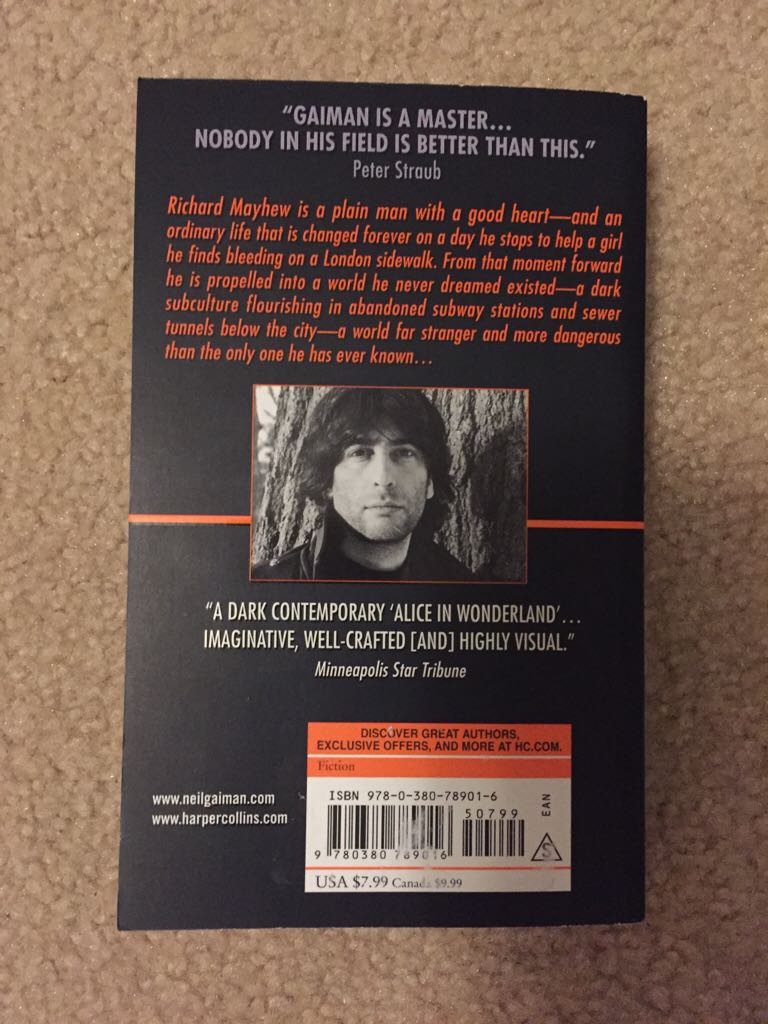 “GAIMAN IS A MASTER…
NOBODY IN HIS FIELD IS BETTER THAN THIS.”
Peter Straub
Richard Mayhew is a plain man with a good heart—and an
ordinary life that is changed forever on a day he stops to help a girl
he finds bleeding on a London sidewalk. From that moment forward
he is propelled into a world he never dreamed existed—a dark
subculture flourishing in abandoned subway stations and sewer
tunnels below the city—a world far stranger and more dangerous
than the only one he has ever known…
“A DARK CONTEMPORARY ‘ALICE IN WONDERLAND’…
IMAGINATIVE, WELL-CRAFTED [AND] HIGHLY VISUAL.”
Minneapolis Star Tribune
www.neilgaiman.com
www.harpercollins.com
DISCOVER GREAT AUTHORS,
EXCLUSIVE OFFERS, AND MORE AT HC.COM.
Fiction
ISBN 978-0-380-78901-6
50799
EAN
9 780380 789016
S
USA $7.99 Canada $9.99